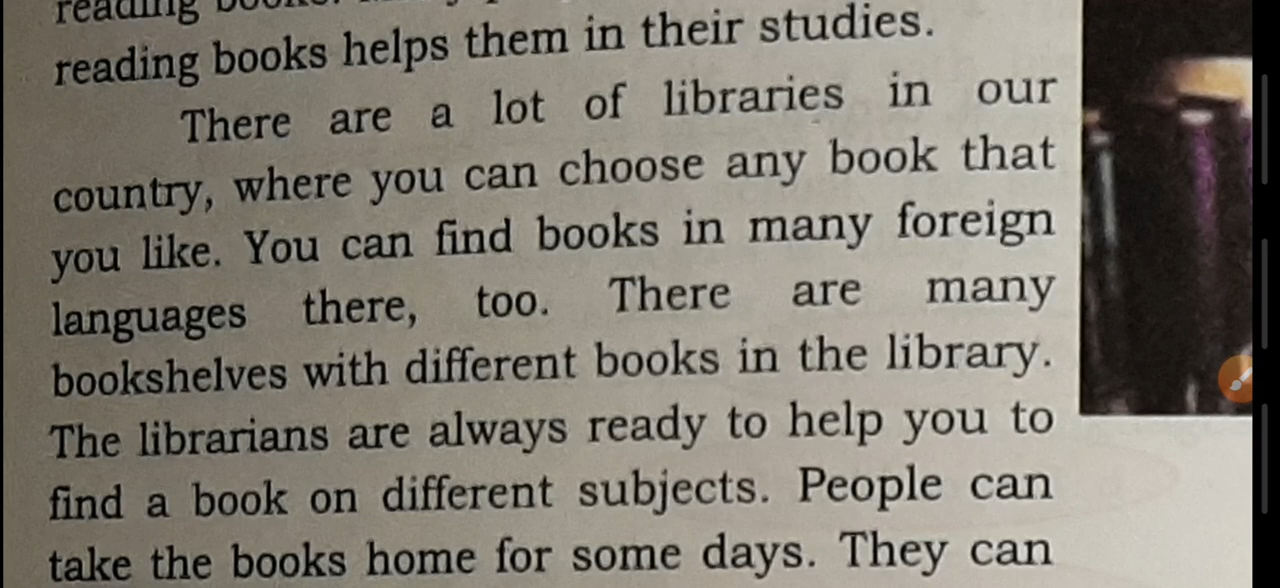 reading
reading books helps them in their studies.
There are a lot of libraries in our
country, where you can choose any book that
you like. You can find books in many foreign
languages there, too. There are many
bookshelves with different books in the library.
The librarians are always ready to help you to
find a book on different subjects. People can
take the books home for some days. They can